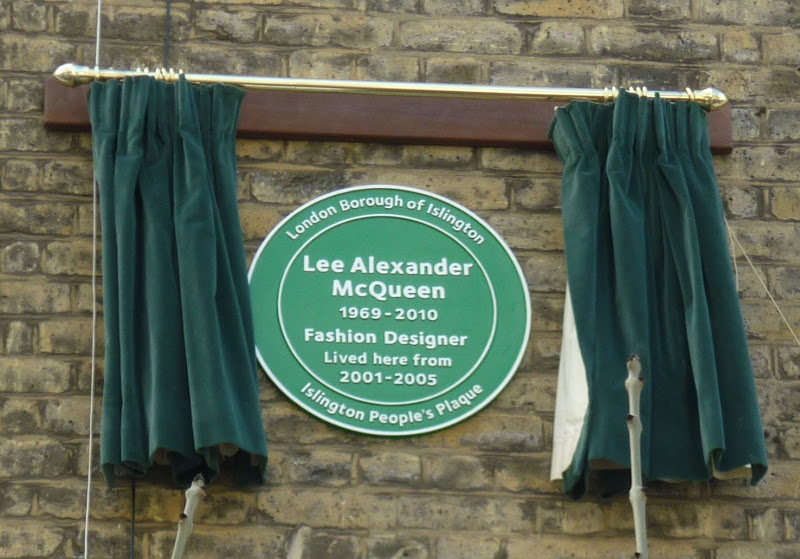 London Borough of Islington
Lee Alexander
McQueen
1969-2010
Fashion Designer
Lived here from
2001-2005
Islington People's Plaque